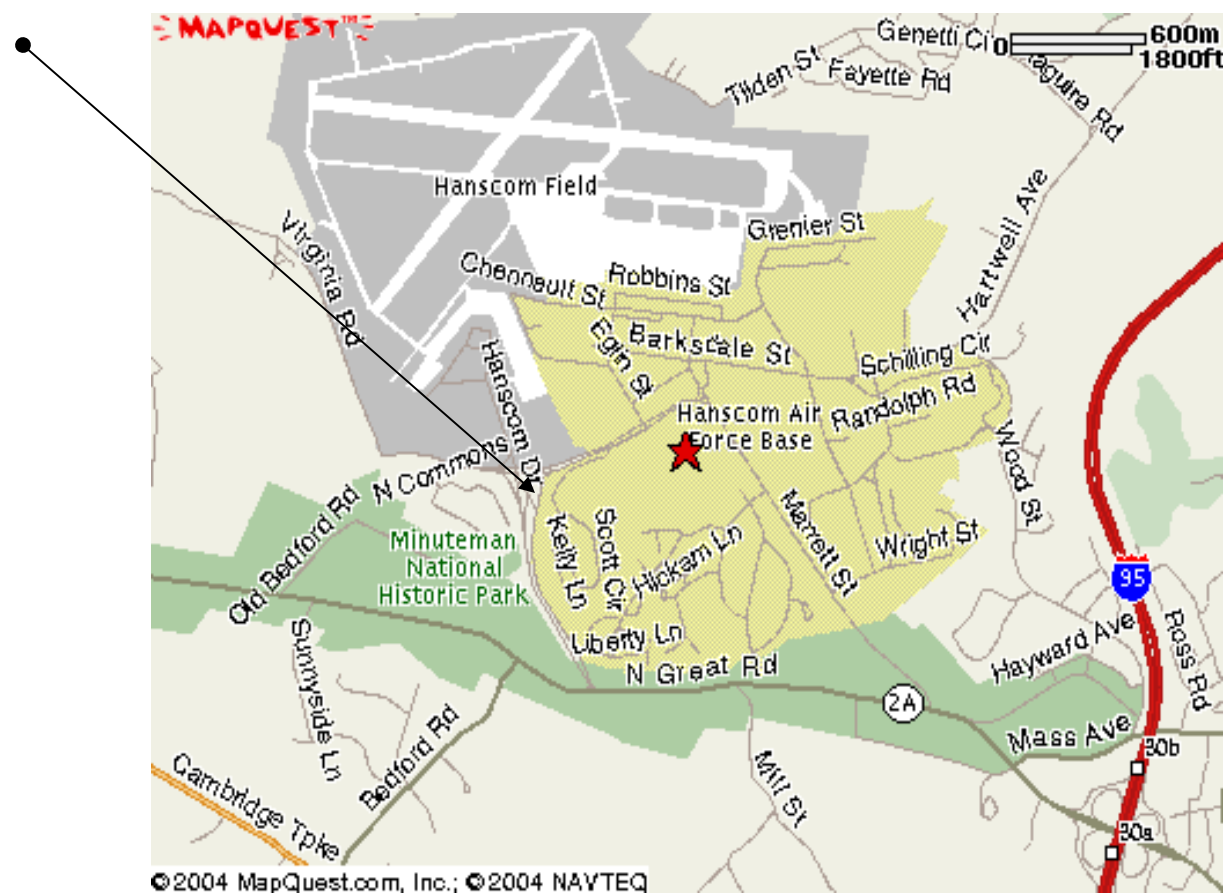 MAPQUEST™
Genetti Cir
0 600m
1800ft
Tilden St
Fayette Rd
Maguire Rd
Hanscom Field
Hartwell Ave
Virginia Rd
Grenier St
Chennault St
Robbins St
Eglin St
Barksdale St
Schilling Cir
Hanscom Dr
Randolph Rd
Hanscom Air
Force Base
Wood St
N Commons
Old Bedford Rd
Kelly Ln
Scott Cir
Marrett St
Wright St
Minuteman
National
Historic Park
Hickam Ln
95
Liberty Ln
Sunnyside Ln
N Great Rd
Hayward Ave
Ross Rd
2A
Mass Ave
Bedford Rd
30b
Mill St
Cambridge Tpke
30a
©2004 MapQuest.com, Inc.; ©2004 NAVTEQ